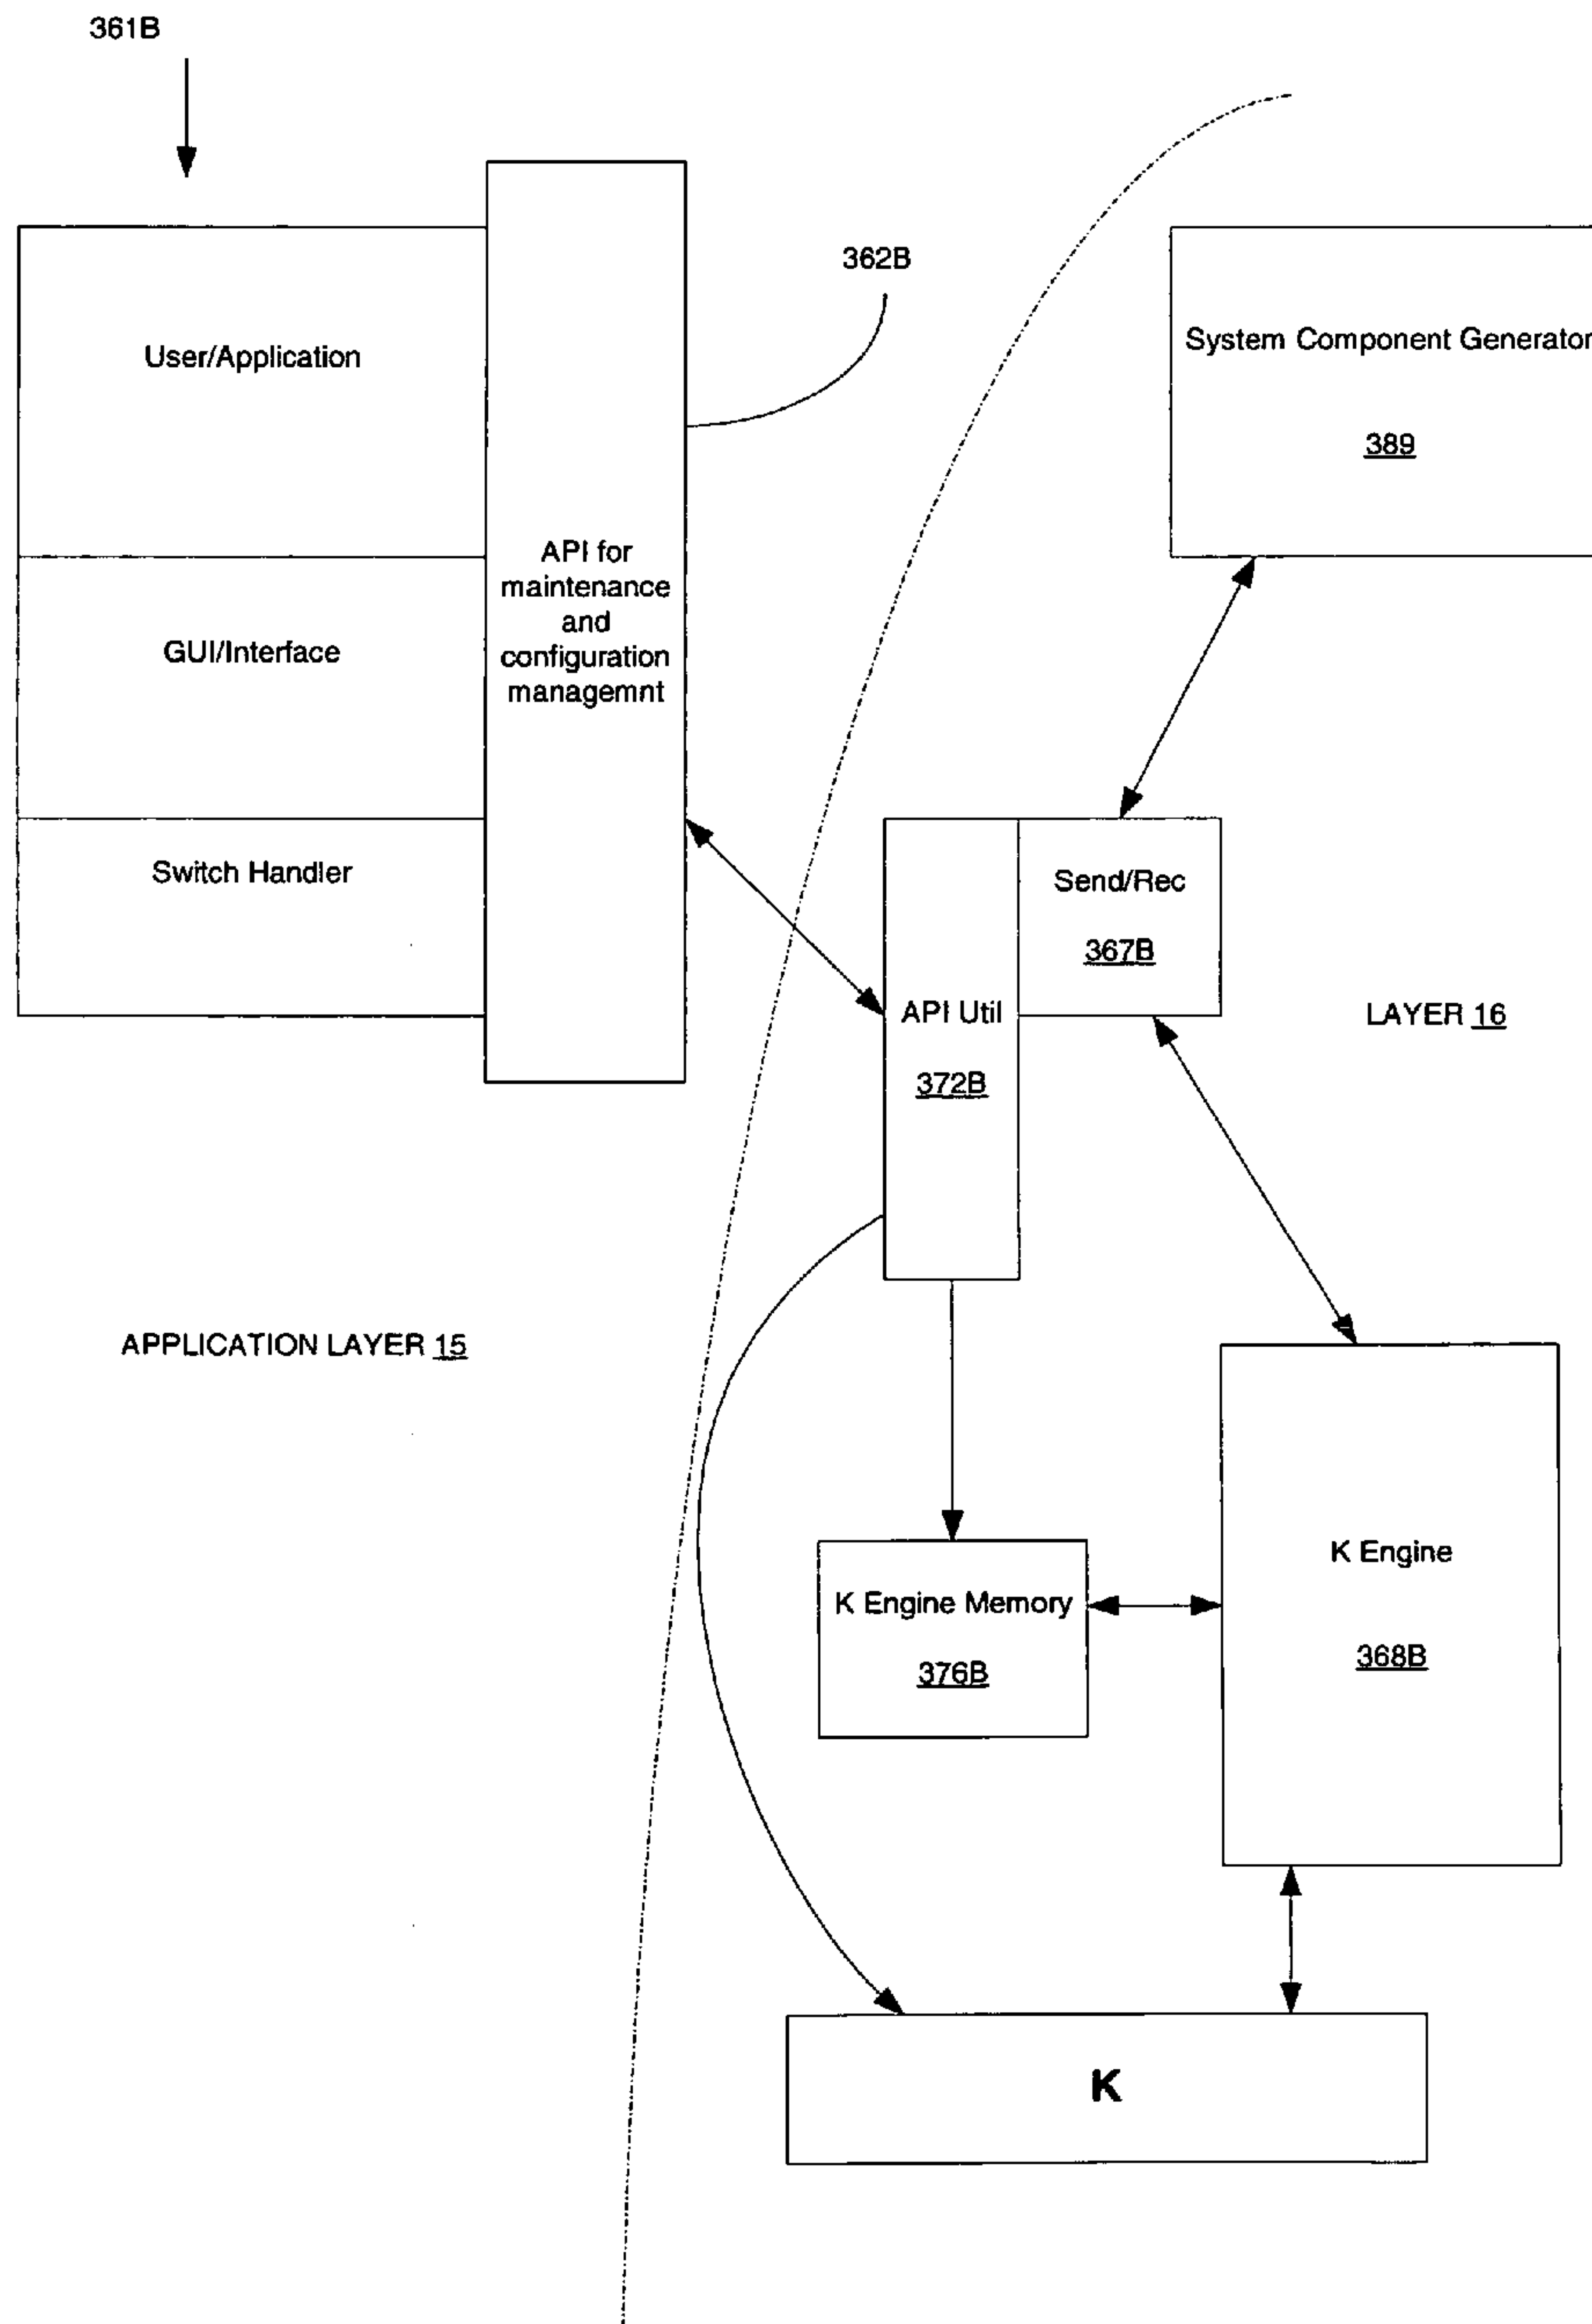 361B
362B
User/Application
System Component Generator
389
API for
maintenance
and
configuration
managemnt
GUI/Interface
Switch Handler
Send/Rec
367B
API Util
372B
LAYER 16
APPLICATION LAYER 15
K Engine
368B
K Engine Memory
376B
K